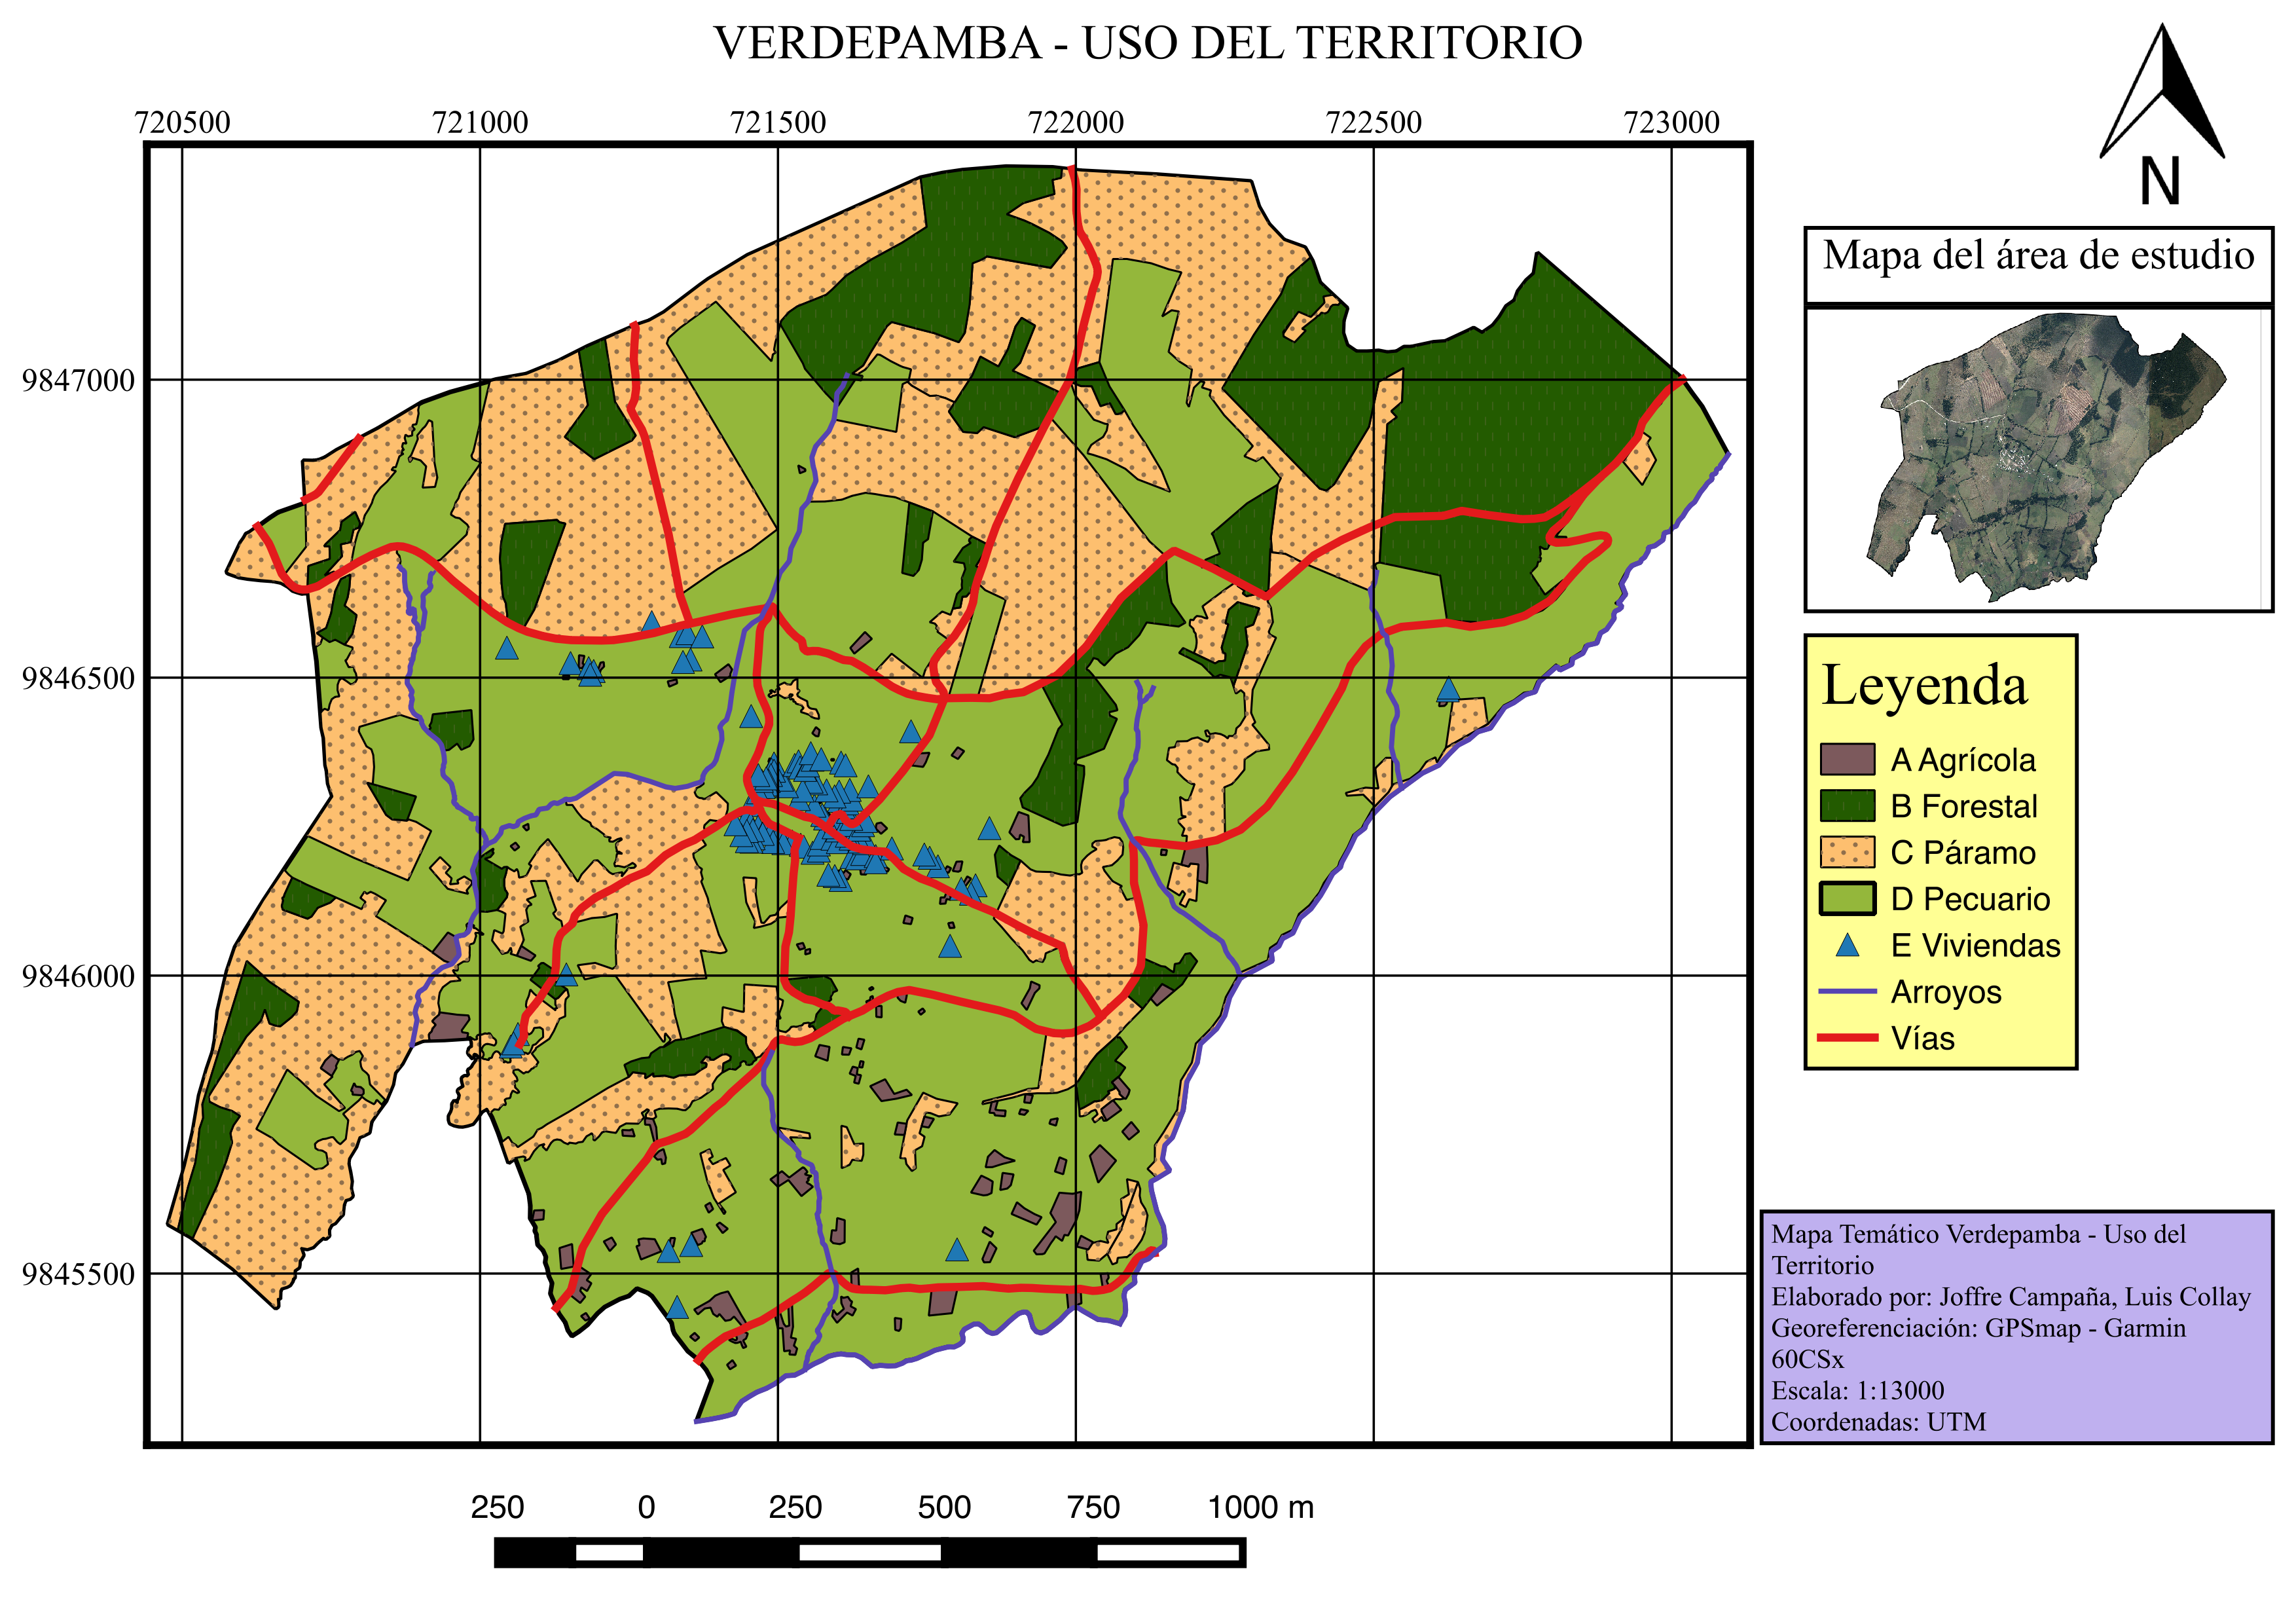 VERDEPAMBA - USO DEL TERRITORIO
720500 721000 721500 722000 722500 723000
N
Mapa del área de estudio
9847000
9846500
9846000
9845500
Leyenda
A Agrícola
B Forestal
C Páramo
D Pecuario
E Viviendas
Arroyos
Vías
Mapa Temático Verdepamba - Uso del
Territorio
Elaborado por: Joffre Campaña, Luis Collay
Georeferenciación: GPSmap - Garmin
60CSx
Escala: 1:13000
Coordenadas: UTM
250 0 250 500 750 1000 m